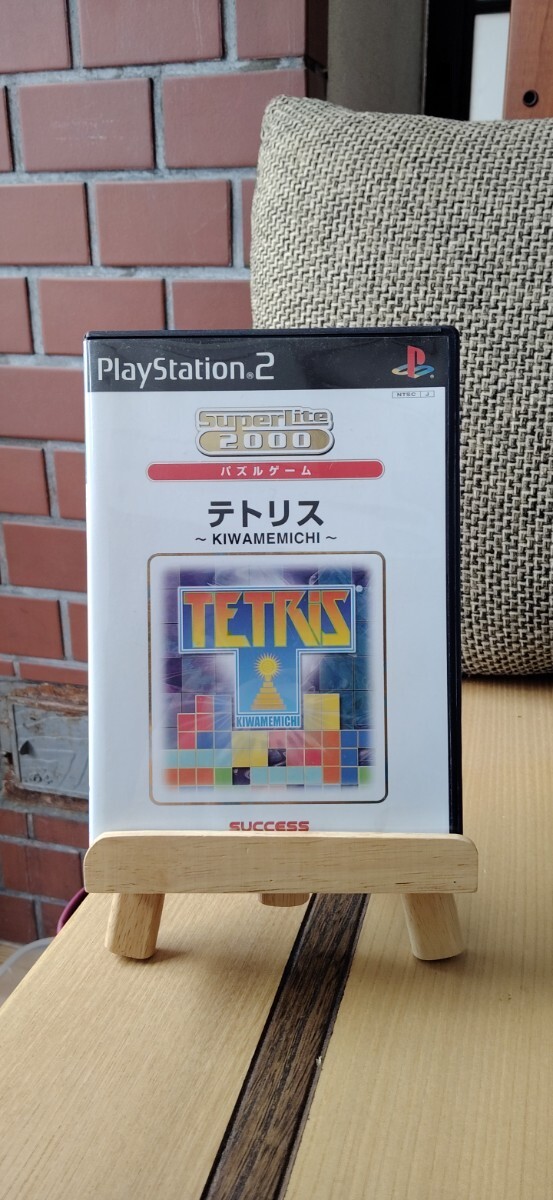 PlayStation®2
NTSC J
SuperLite
2000
パズルゲーム
テトリス
～ KIWAMEMICHI ～
TETRiS®
KIWAMEMICHI
SUCCESS